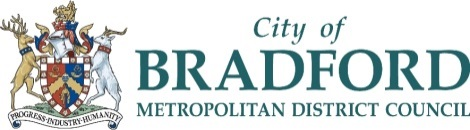 City of
BRADFORD
METROPOLITAN DISTRICT COUNCIL
PROGRESS·INDUSTRY·HUMANITY